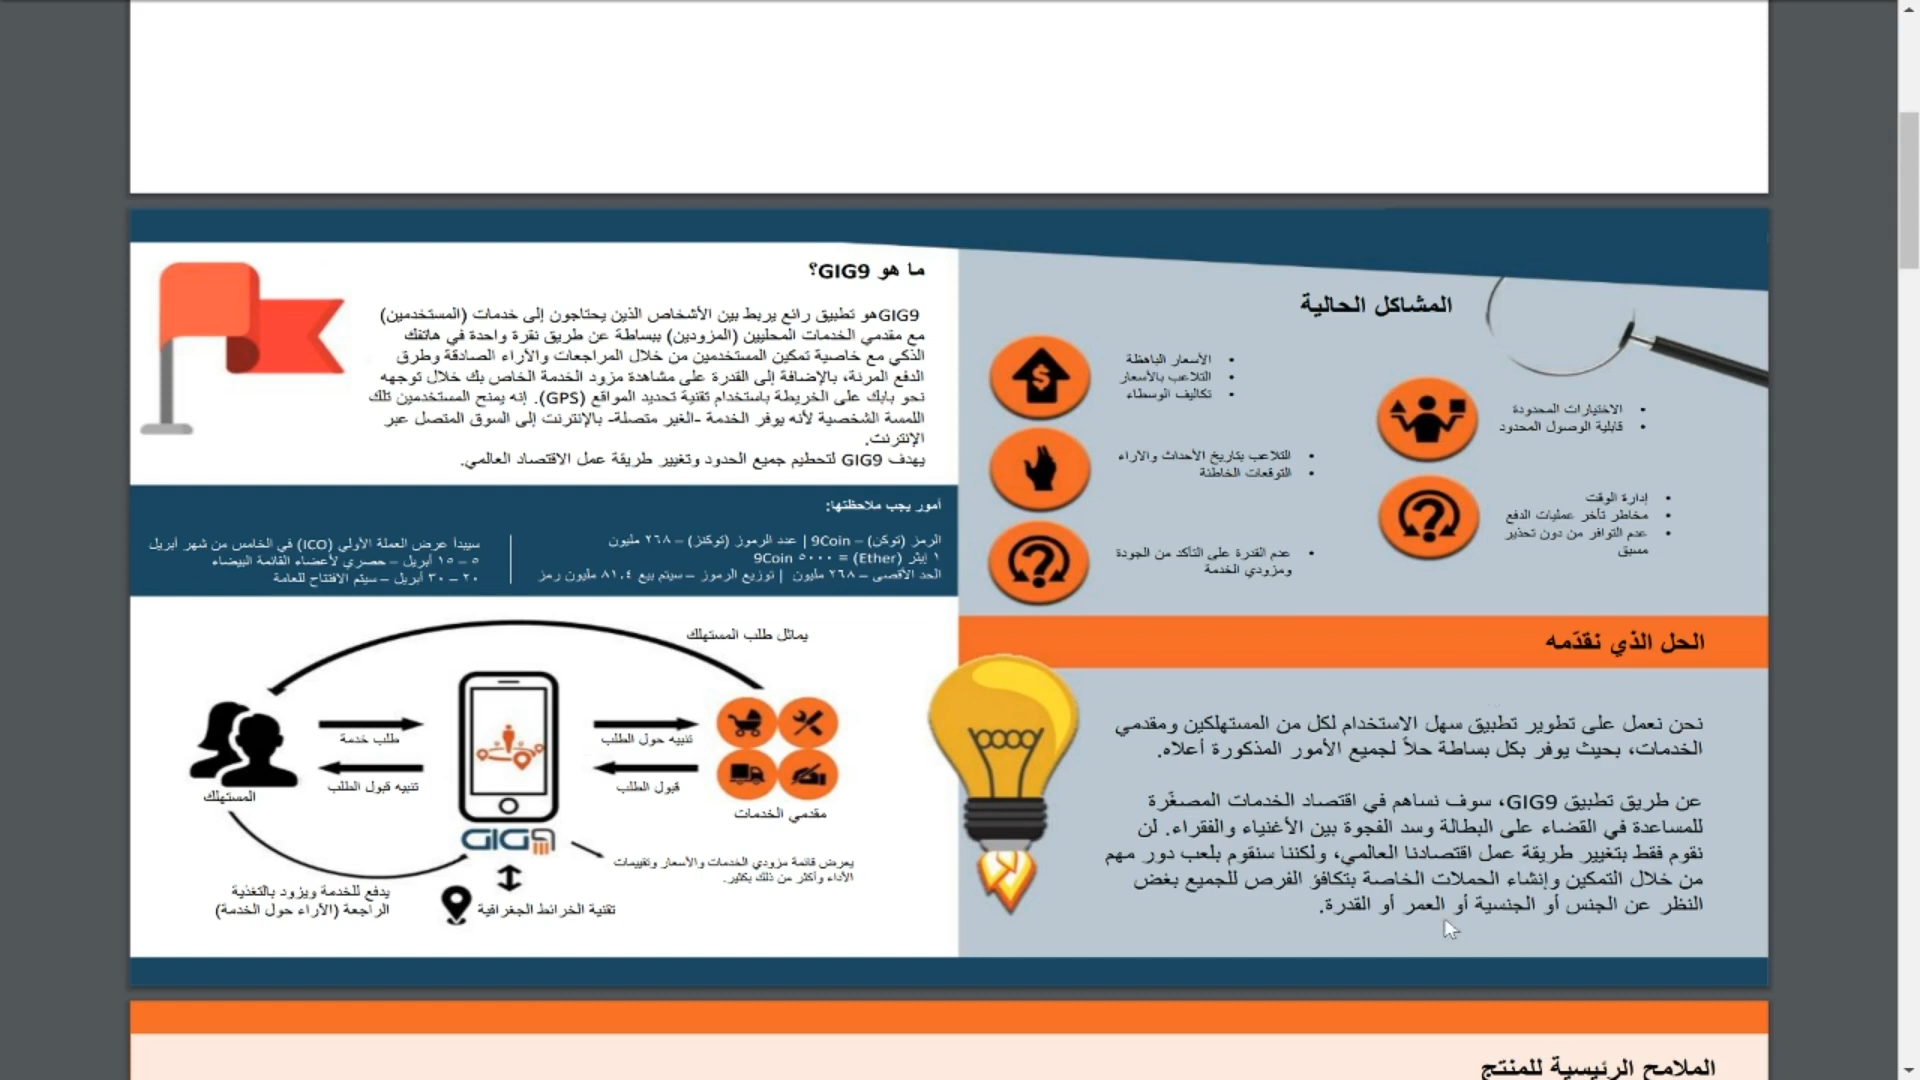 المشاكل الحالية
• الأسعار الباهظة
• التلاعب بالأسعار
• تكاليف الوسطاء
• الاختيارات المحدودة
• قابلية الوصول المحدود
• التلاعب بتاريخ الأحداث والاراء
• التوقعات الخاطئة
• إدارة الوقت
• مخاطر تأخر عمليات الدفع
• عدم التوافر من دون تحذير
مسبق
• عدم القدرة على التأكد من الجودة
ومزودي الخدمة
الحل الذي نقدّمه
نحن نعمل على تطوير تطبيق سهل الاستخدام لكل من المستهلكين ومقدمي
الخدمات، بحيث يوفر بكل بساطة حلاً لجميع الأمور المذكورة أعلاه.
عن طريق تطبيق GIG9، سوف نساهم في اقتصاد الخدمات المصغّرة
للمساعدة في القضاء على البطالة وسد الفجوة بين الأغنياء والفقراء. لن
نقوم فقط بتغيير طريقة عمل اقتصادنا العالمي، ولكننا سنقوم بلعب دور مهم
من خلال التمكين وإنشاء الحملات الخاصة بتكافؤ الفرص للجميع بغض
النظر عن الجنس أو الجنسية أو العمر أو القدرة.
ما هو GIG9؟
GIG9هو تطبيق رائع يربط بين الأشخاص الذين يحتاجون إلى خدمات (المستخدمين)
مع مقدمي الخدمات المحليين (المزودين) ببساطة عن طريق نقرة واحدة في هاتفك
الذكي مع خاصية تمكين المستخدمين من خلال المراجعات والآراء الصادقة وطرق
الدفع المرنة، بالإضافة إلى القدرة على مشاهدة مزود الخدمة الخاص بك خلال توجهه
نحو بابك على الخريطة باستخدام تقنية تحديد المواقع (GPS). إنه يمنح المستخدمين تلك
اللمسة الشخصية لأنه يوفر الخدمة -الغير متصلة- بالإنترنت إلى السوق المتصل عبر
الإنترنت.
يهدف GIG9 لتحطيم جميع الحدود وتغيير طريقة عمل الاقتصاد العالمي.
أمور يجب ملاحظتها:
الرمز (توكن) – 9Coin | عدد الرموز (توكنز) – ٢٦٨ مليون
١ إيثر (Ether) = ٥٠٠٠ 9Coin
الحد الأقصى – ٢٦٨ مليون | توزيع الرموز – سيتم بيع ٨١,٤ مليون رمز
سيبدأ عرض العملة الأولي (ICO) في الخامس من شهر أبريل
٥ – ١٥ أبريل – حصري لأعضاء القائمة البيضاء
٢٠ – ٣٠ أبريل – سيتم الافتتاح للعامة
يماثل طلب المستهلك
تنبيه حول الطلب
طلب خدمة
قبول الطلب
تنبيه قبول الطلب
المستهلك
مقدمي الخدمات
GIG9
يعرض قائمة مزودي الخدمات والأسعار وتقييمات
الأداء وأكثر من ذلك بكثير.
يدفع للخدمة ويزود بالتغذية
الراجعة (الآراء حول الخدمة)
تقنية الخرائط الجغرافية
الملامح الرئيسية للمنتج